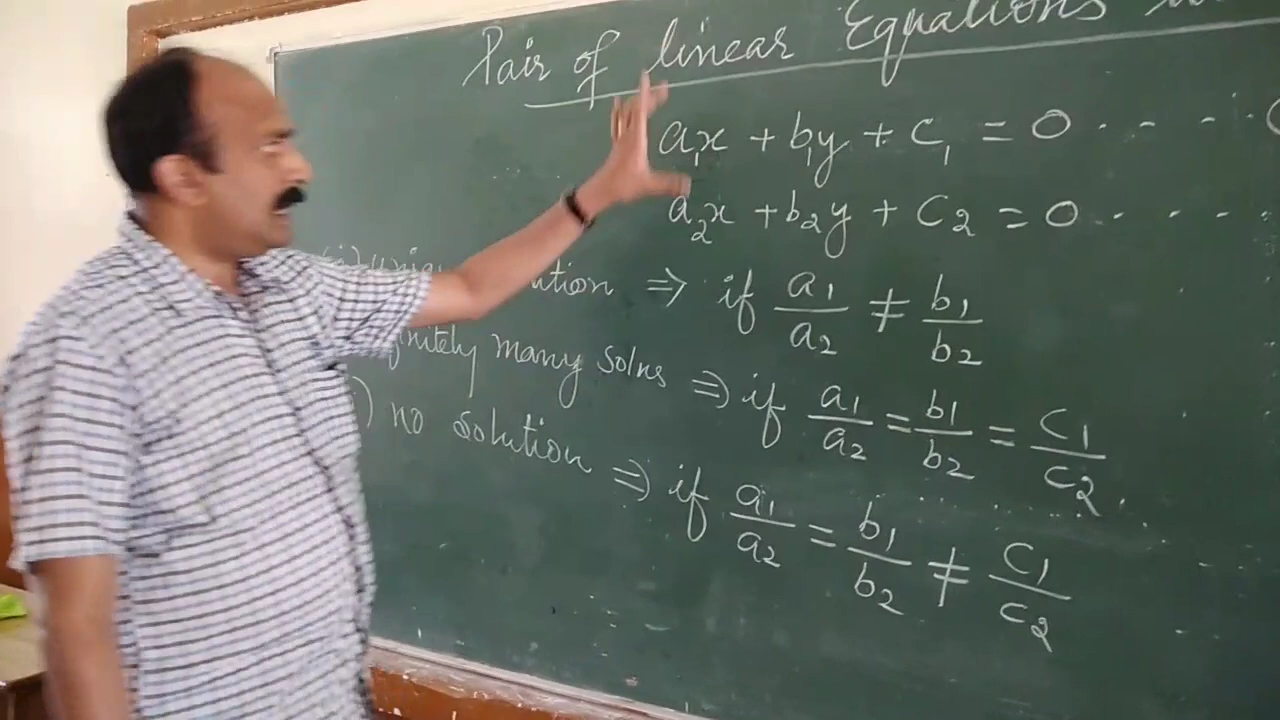 Pair of linear Equations
a₁x + b₁y + c₁ = 0 . - - - .
a₂x + b₂y + c₂ = 0 . - - - .
solution ⇒ if a₁/a₂ ≠ b₁/b₂
many solns ⇒ if a₁/a₂ = b₁/b₂ = c₁/c₂ .
) no solution ⇒ if a₁/a₂ = b₁/b₂ ≠ c₁/c₂